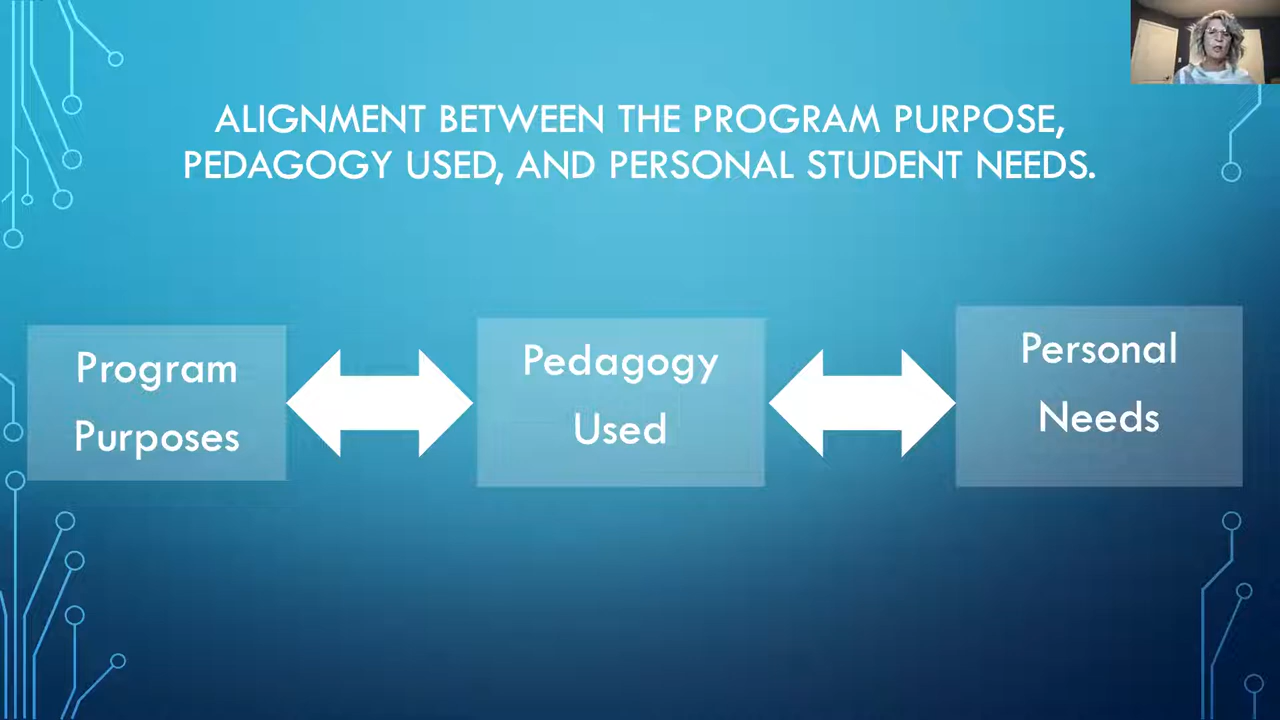 ALIGNMENT BETWEEN THE PROGRAM PURPOSE,
PEDAGOGY USED, AND PERSONAL STUDENT NEEDS.
Program
Purposes
Pedagogy
Used
Personal
Needs